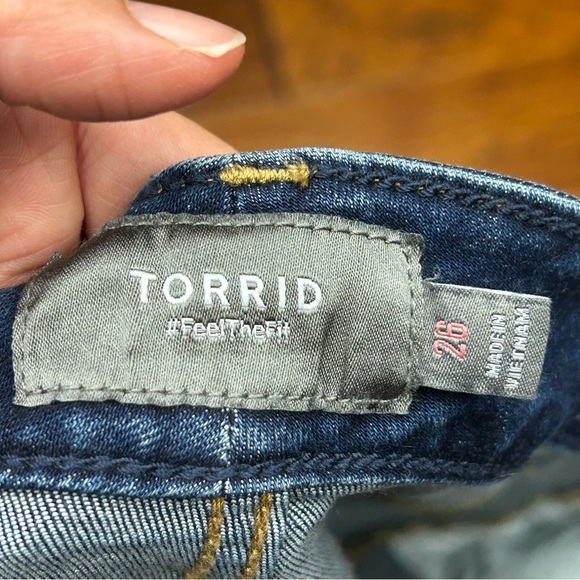 TORRID
#FeelTheFit
26
MADE IN
VIETNAM